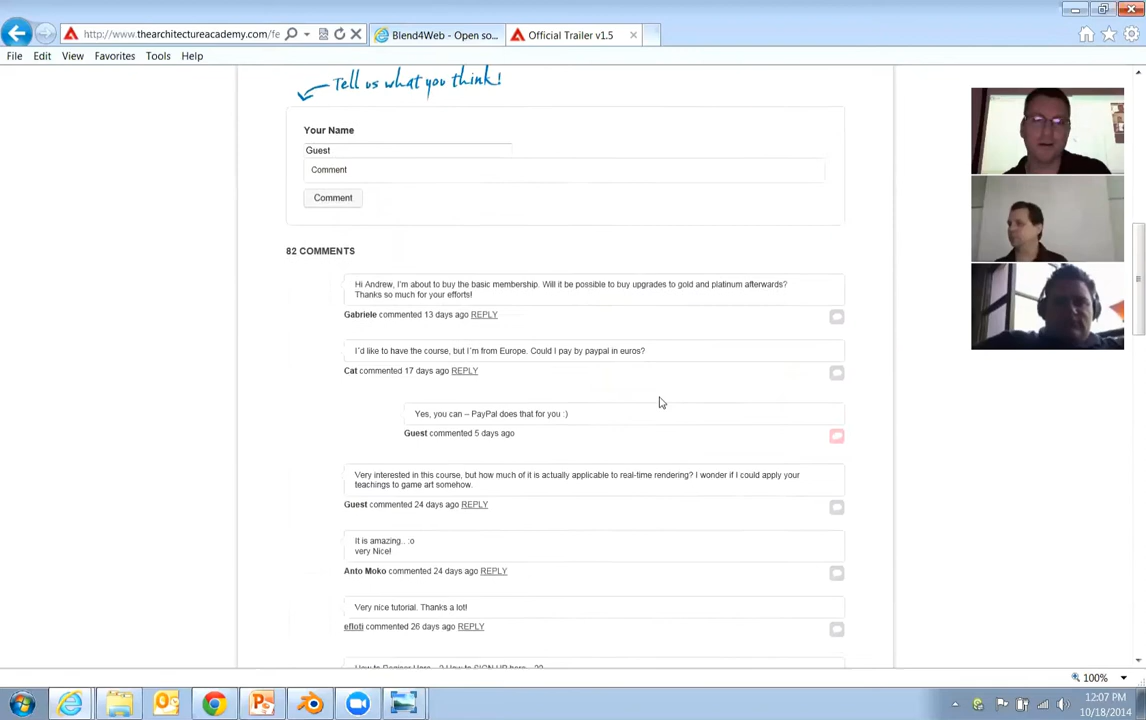 http://www.thearchitectureacademy.com/fe
Blend4Web - Open so...
Official Trailer v1.5
File Edit View Favorites Tools Help
Tell us what you think!
Your Name
Guest
Comment
Comment
82 COMMENTS
Hi Andrew, I'm about to buy the basic membership. Will it be possible to buy upgrades to gold and platinum afterwards?
Thanks so much for your efforts!
Gabriele commented 13 days ago REPLY
I'd like to have the course, but I'm from Europe. Could I pay by paypal in euros?
Cat commented 17 days ago REPLY
Yes, you can – PayPal does that for you :)
Guest commented 5 days ago
Very interested in this course, but how much of it is actually applicable to real-time rendering? I wonder if I could apply your
teachings to game art somehow.
Guest commented 24 days ago REPLY
It is amazing.. :o
very Nice!
Anto Moko commented 24 days ago REPLY
Very nice tutorial. Thanks a lot!
efloti commented 26 days ago REPLY
100%
12:07 PM
10/18/2014